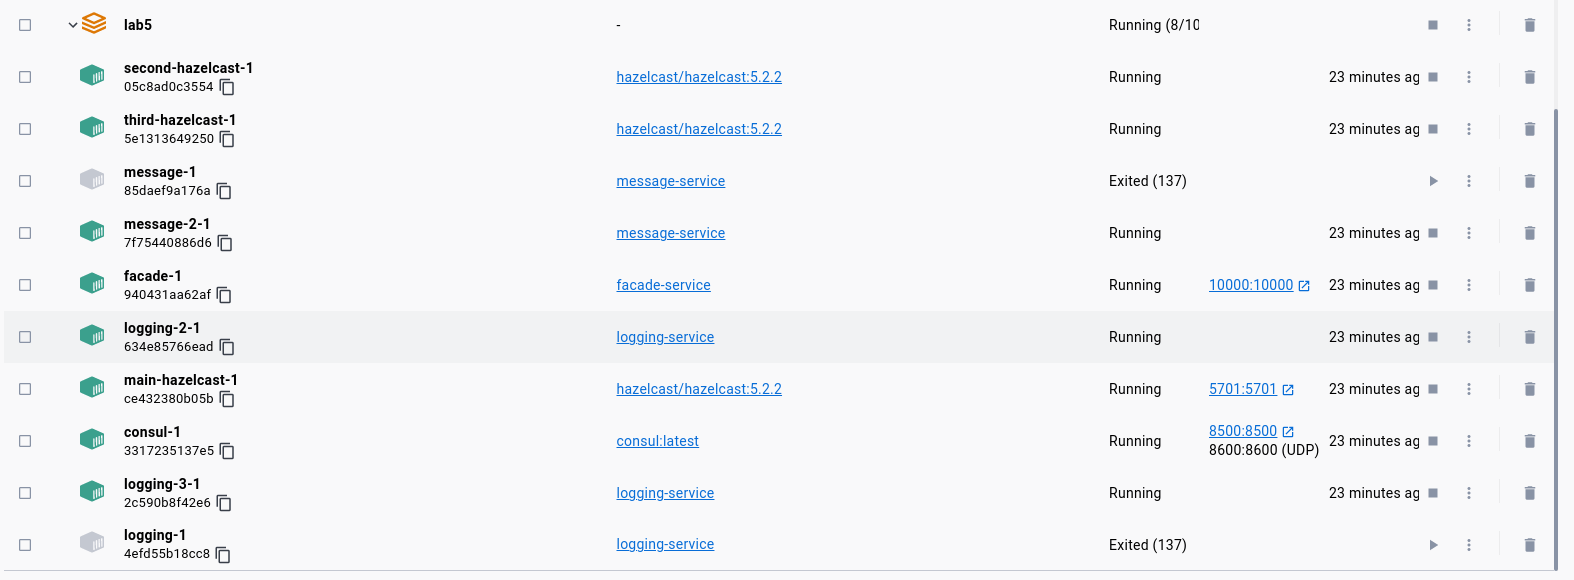 lab5 - Running (8/10
second-hazelcast-1
05c8ad0c3554
hazelcast/hazelcast:5.2.2 Running 23 minutes ag
third-hazelcast-1
5e1313649250
hazelcast/hazelcast:5.2.2 Running 23 minutes ag
message-1
85daef9a176a
message-service Exited (137)
message-2-1
7f75440886d6
message-service Running 23 minutes ag
facade-1
940431aa62af
facade-service Running 10000:10000 23 minutes ag
logging-2-1
634e85766ead
logging-service Running 23 minutes ag
main-hazelcast-1
ce432380b05b
hazelcast/hazelcast:5.2.2 Running 5701:5701 23 minutes ag
consul-1
3317235137e5
consul:latest Running 8500:8500 23 minutes ag
8600:8600 (UDP)
logging-3-1
2c590b8f42e6
logging-service Running 23 minutes ag
logging-1
4efd55b18cc8
logging-service Exited (137)